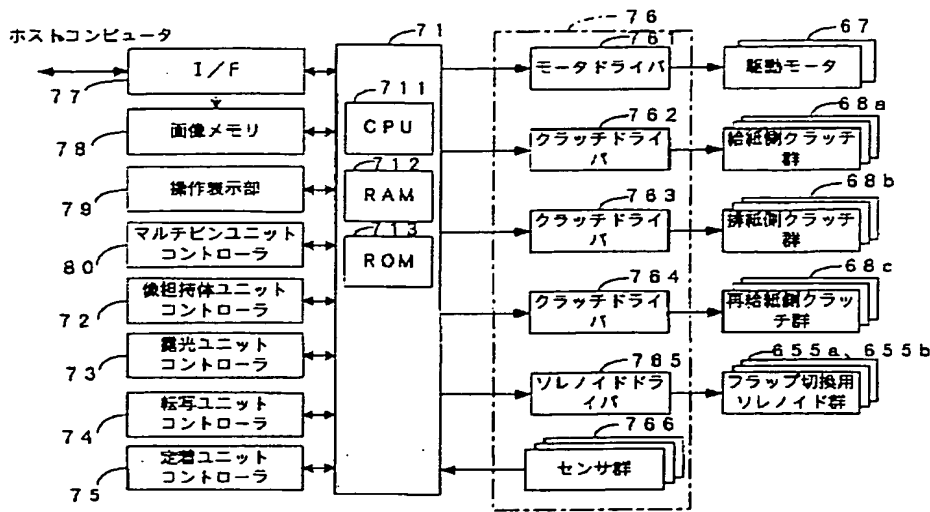 ホストコンピュータ
I/F
77
画像メモリ
78
操作表示部
79
マルチビンユニット
コントローラ
80
像担持体ユニット
コントローラ
72
露光ユニット
コントローラ
73
転写ユニット
コントローラ
74
定着ユニット
コントローラ
75
71
711
CPU
712
RAM
713
ROM
76
761
モータドライバ
762
クラッチドライ
バ
763
クラッチドライ
バ
764
クラッチドライ
バ
765
ソレノイドドラ
イバ
766
センサ群
67
駆動モータ
68a
給紙側クラッチ
群
68b
排紙側クラッチ
群
68c
再給紙側クラッ
チ群
655a、655b
フラップ切換用
ソレノイド群